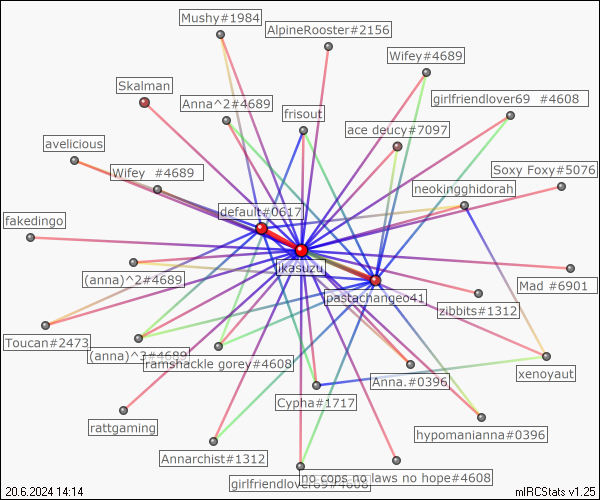 Mushy#1984
AlpineRooster#2156
Wifey#4689
Skalman
Anna^2#4689
girlfriendlover69 #4608
frisout
ace deucy#7097
avelicious
Wifey #4689
Soxy Foxy#5076
neokingghidorah
default#0617
fakedingo
jkasuzu
(anna)^2#4689
pastachangeo41
Mad #6901
zibbits#1312
Toucan#2473
(anna)^3#4689
ramshackle gorey#4608
xenoyaut
Anna.#0396
Cypha#1717
rattgaming
hypomanianna#0396
Annarchist#1312
no cops no laws no hope#4608
girlfriendlover69#4608
20.6.2024 14:14
mIRCStats v1.25